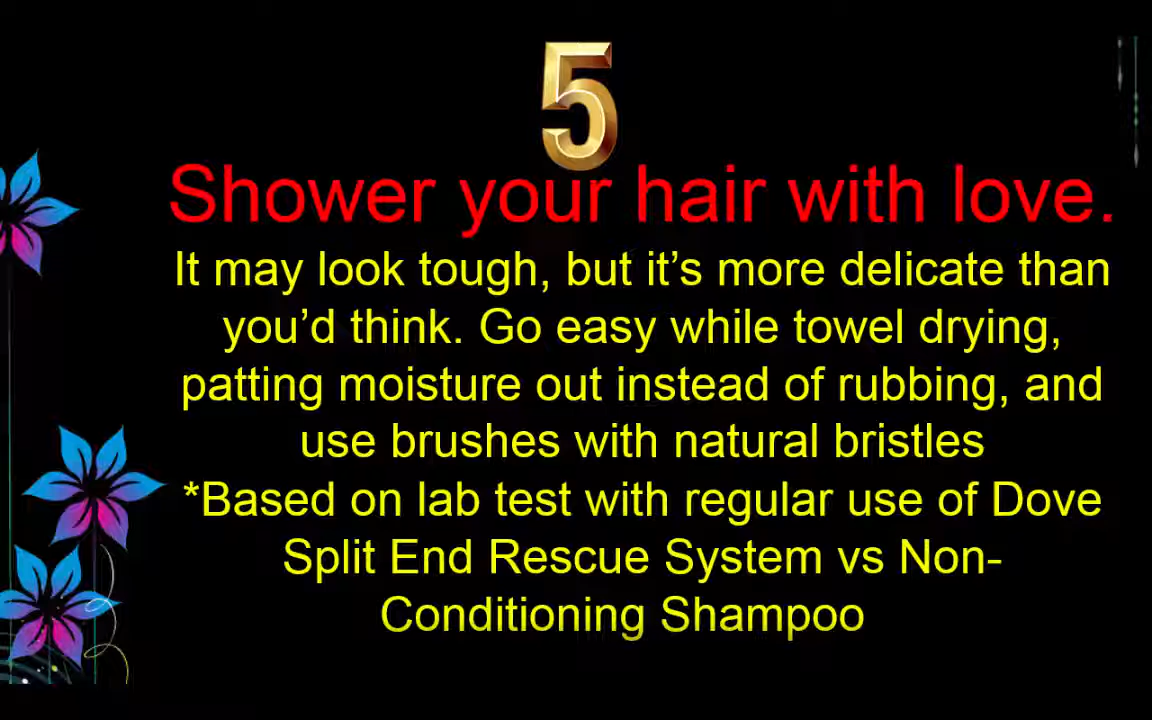 5
Shower your hair with love.
It may look tough, but it’s more delicate than
you’d think. Go easy while towel drying,
patting moisture out instead of rubbing, and
use brushes with natural bristles
*Based on lab test with regular use of Dove
Split End Rescue System vs Non-
Conditioning Shampoo